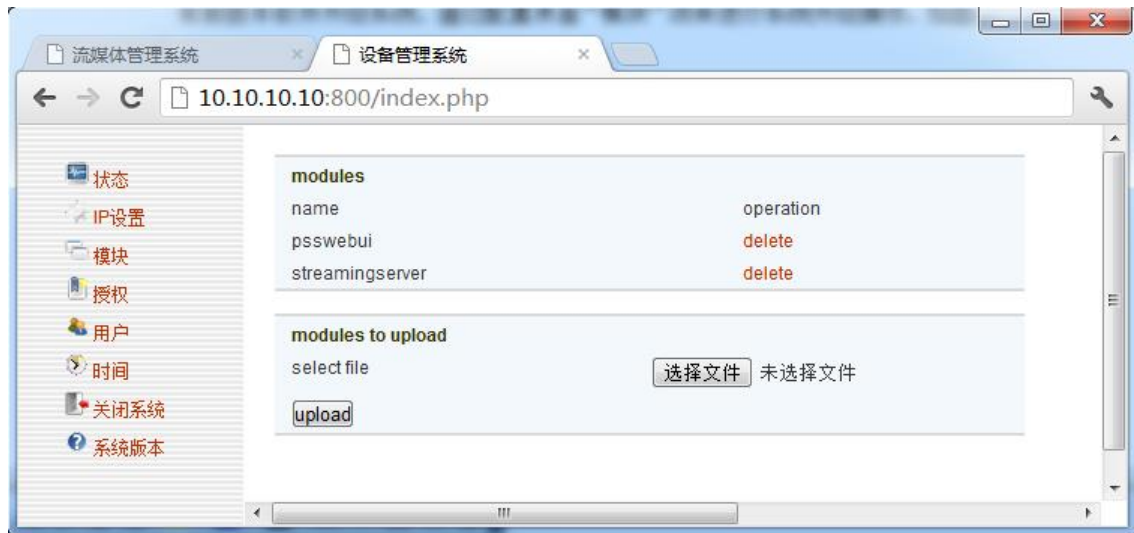 流媒体管理系统
设备管理系统
10.10.10.10:800/index.php
状态
IP设置
模块
授权
用户
时间
关闭系统
系统版本
modules
name operation
psswebui delete
streamingserver delete
modules to upload
select file 选择文件 未选择文件
upload